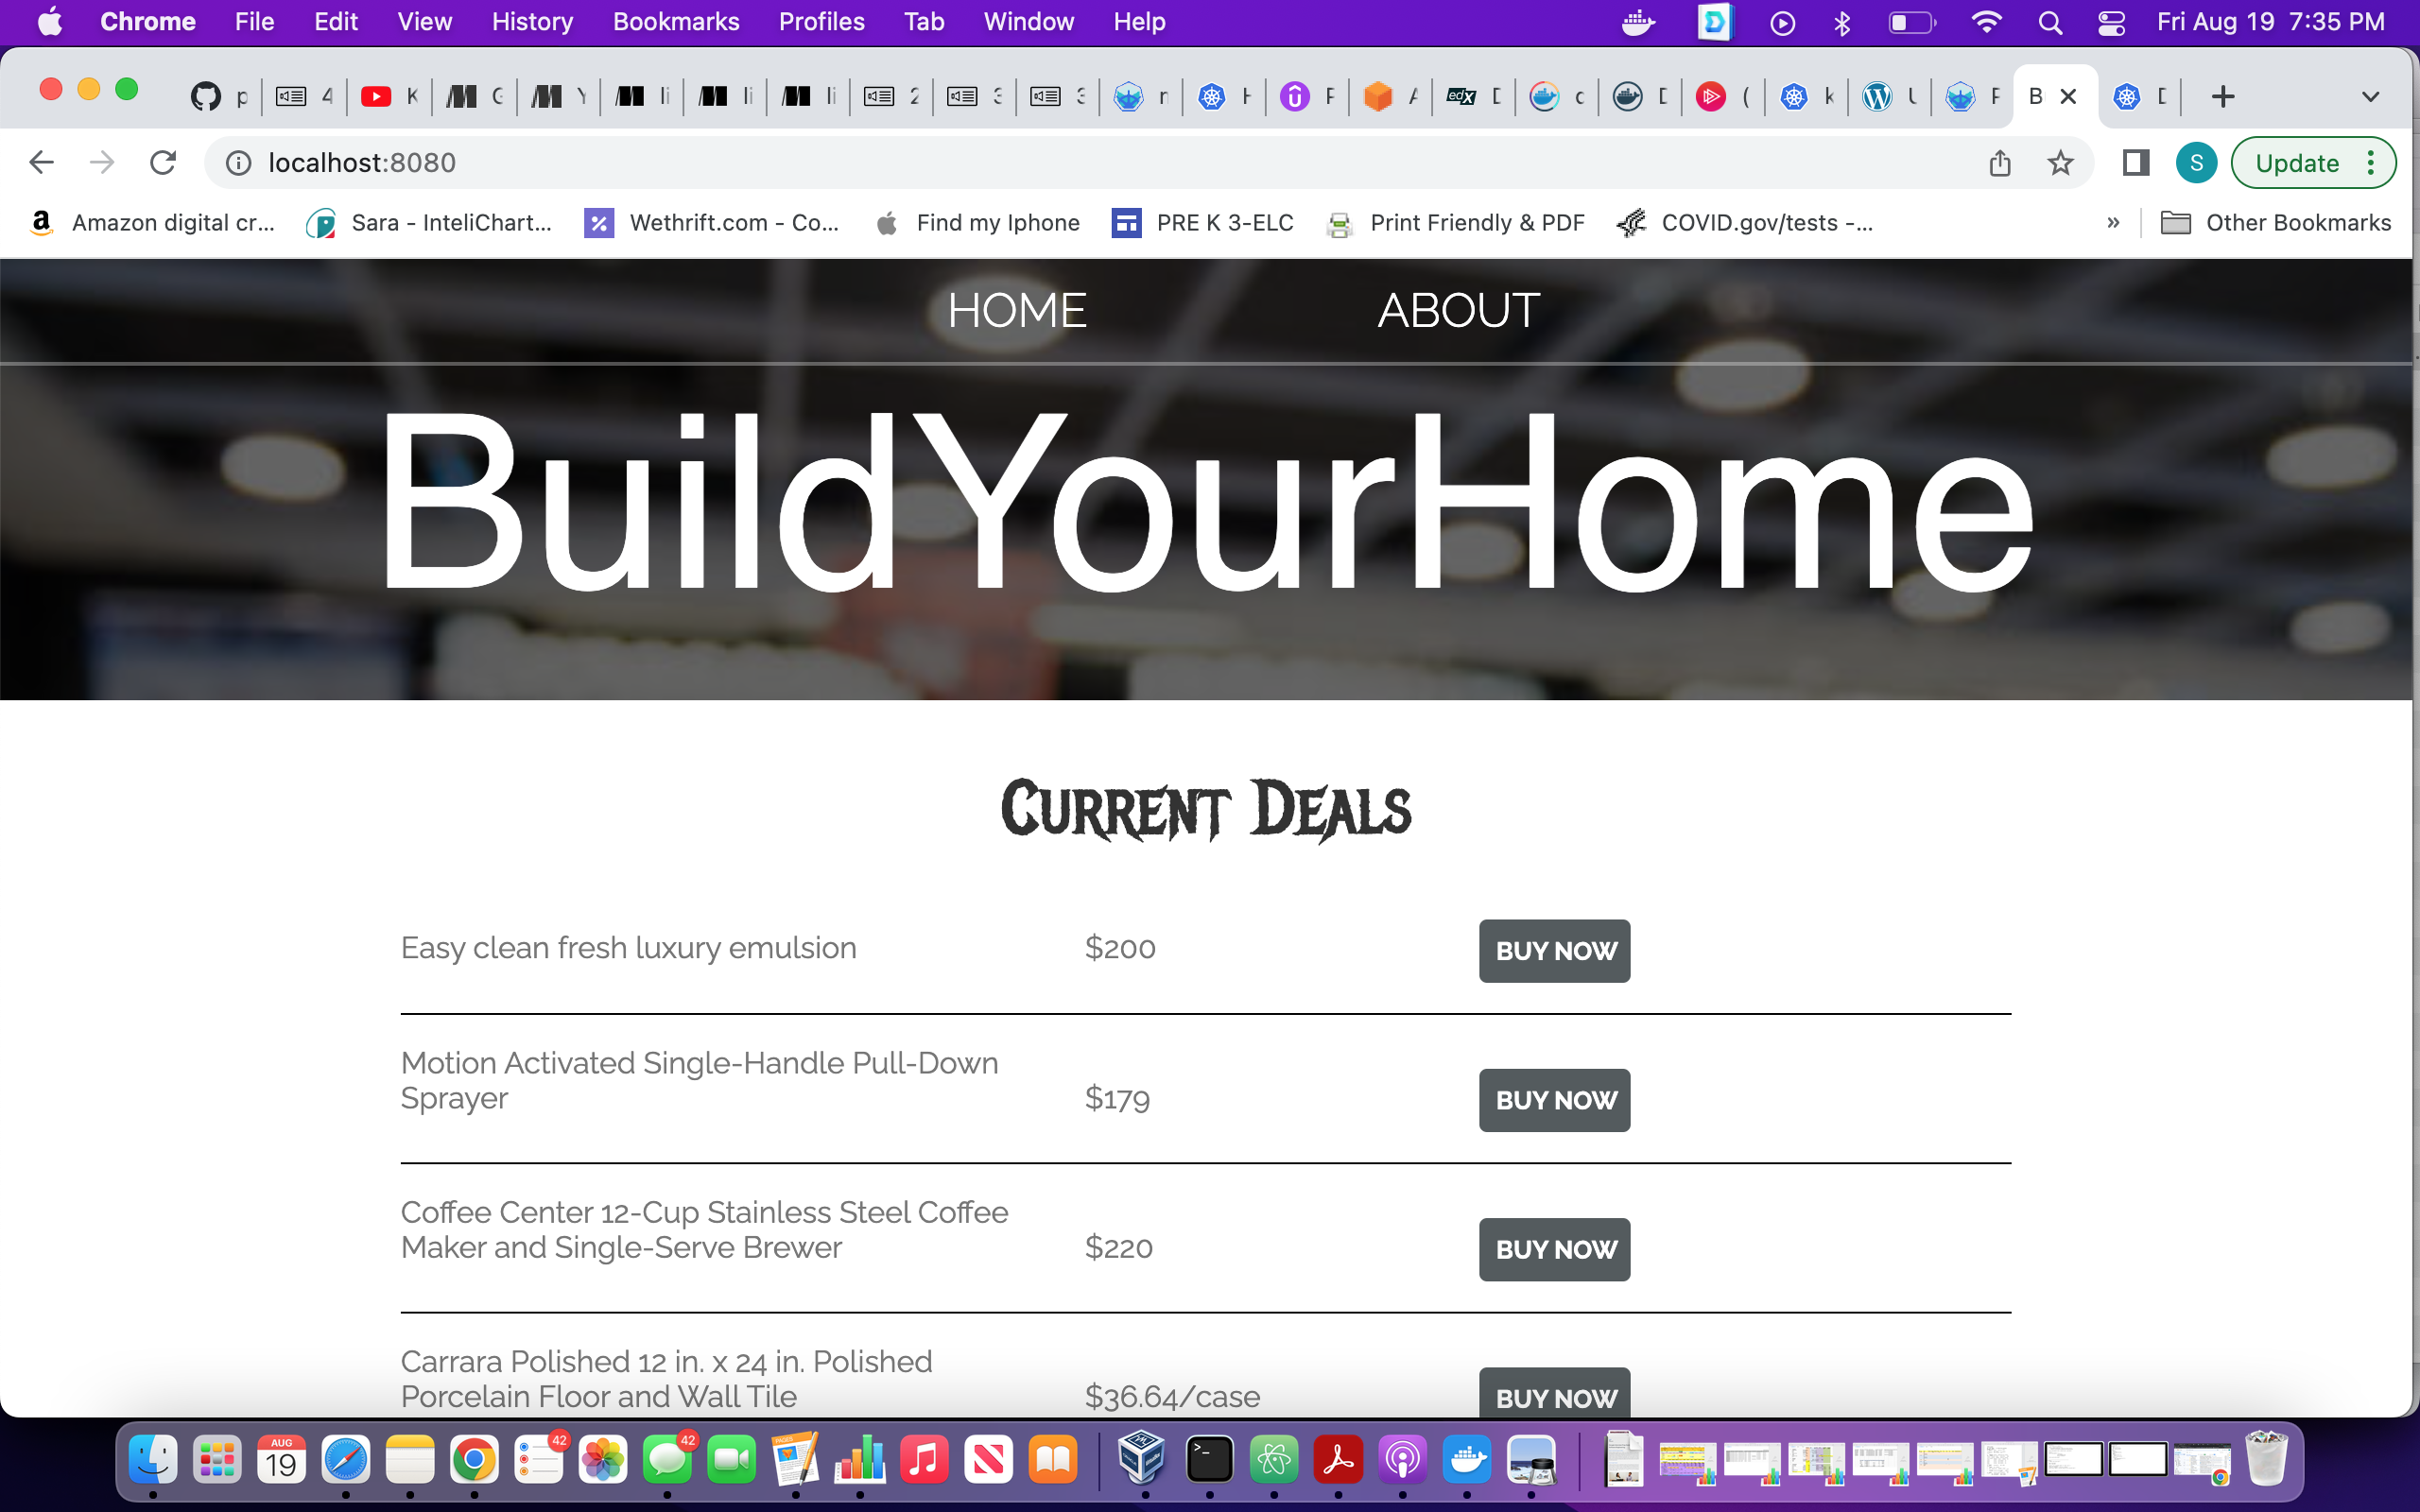 Chrome File Edit View History Bookmarks Profiles Tab Window Help Fri Aug 19 7:35 PM
B
localhost:8080 S Update
Amazon digital cr... Sara - InteliChart... Wethrift.com - Co... Find my Iphone PRE K 3-ELC Print Friendly & PDF COVID.gov/tests -... » Other Bookmarks
HOME ABOUT
BuildYourHome
Current Deals
Easy clean fresh luxury emulsion $200 BUY NOW
Motion Activated Single-Handle Pull-Down
Sprayer $179 BUY NOW
Coffee Center 12-Cup Stainless Steel Coffee
Maker and Single-Serve Brewer $220 BUY NOW
Carrara Polished 12 in. x 24 in. Polished
Porcelain Floor and Wall Tile $36.64/case BUY NOW
AUG
19
42
42